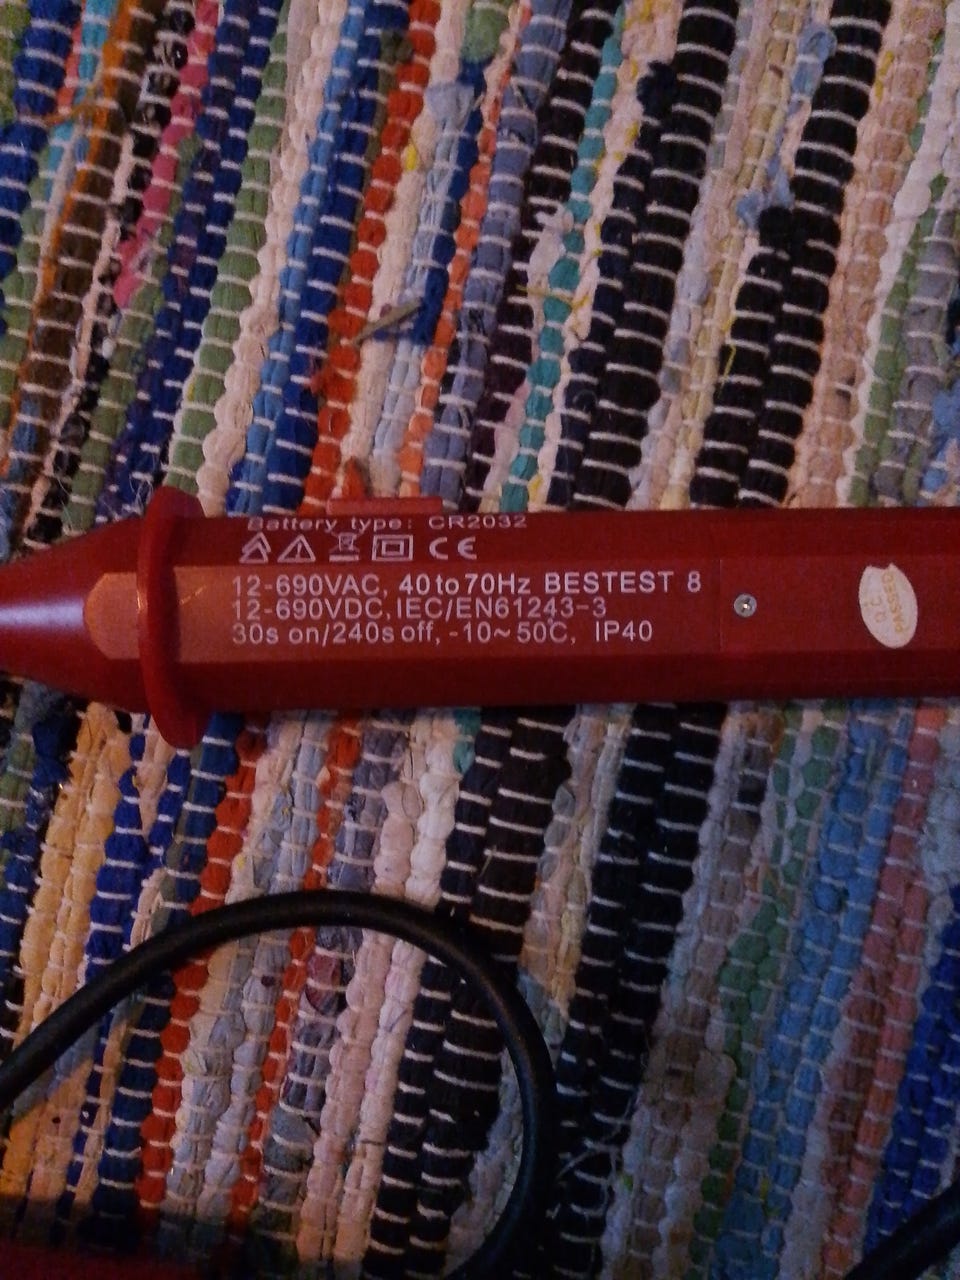 Battery type: CR2032
CE
12-690VAC, 40 to 70Hz BESTEST 8
12-690VDC, IEC/EN61243-3
30s on/240s off, -10~50℃, IP40
Q.C.
PASSED